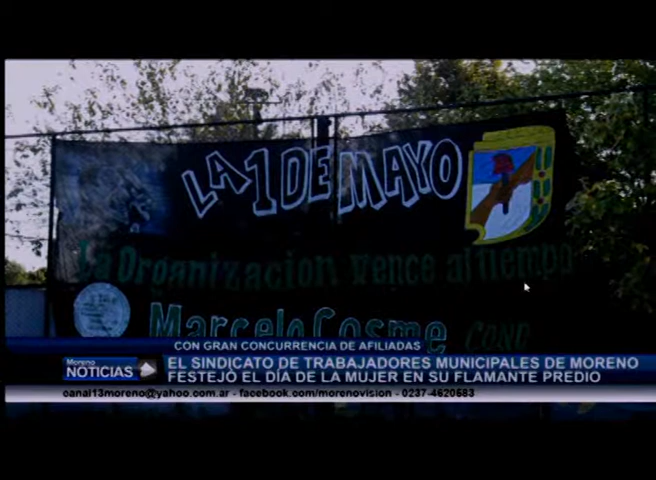 LA 1 DE MAYO
La Organizacion vence al tiempo
Marcelo Cosme CONO
CON GRAN CONCURRENCIA DE AFILIADAS
Moreno
NOTICIAS
EL SINDICATO DE TRABAJADORES MUNICIPALES DE MORENO
FESTEJÓ EL DÍA DE LA MUJER EN SU FLAMANTE PREDIO
canal13moreno@yahoo.com.ar - facebook.com/morenovision - 0237-4620583